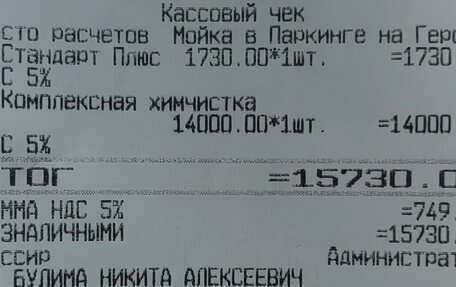 Кассовый чек
сто расчетов Мойка в Паркинге на Геро
Стандарт Плюс 1730.00*1шт. =1730
С 5%
Комплексная химчистка
14000.00*1шт. =14000
С 5%
ТОГ =15730.0
ММА НДС 5% =749.
ЗНАЛИЧНЫМИ =15730.
ССИР Администрат
БУЛИМА НИКИТА АЛЕКСЕЕВИЧ